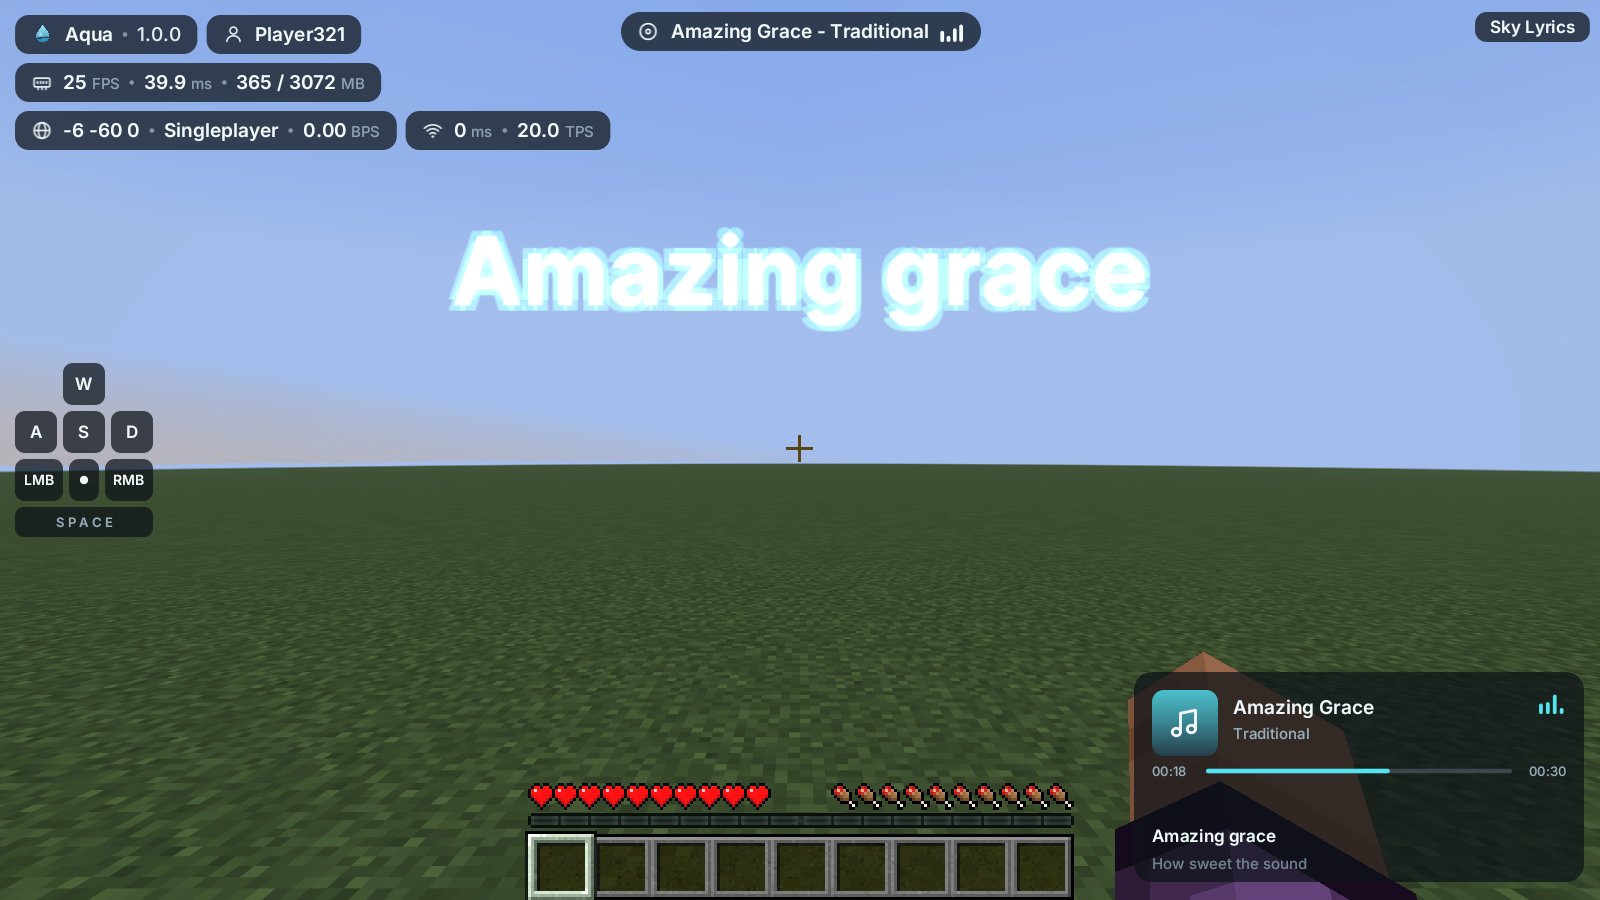 Aqua • 1.0.0
Player321
Amazing Grace - Traditional
Sky Lyrics
25 FPS • 39.9 ms • 365 / 3072 MB
-6 -60 0 • Singleplayer • 0.00 BPS
0 ms • 20.0 TPS
Amazing grace
W
A S D
LMB • RMB
SPACE
Amazing Grace
Traditional
00:18 00:30
Amazing grace
How sweet the sound